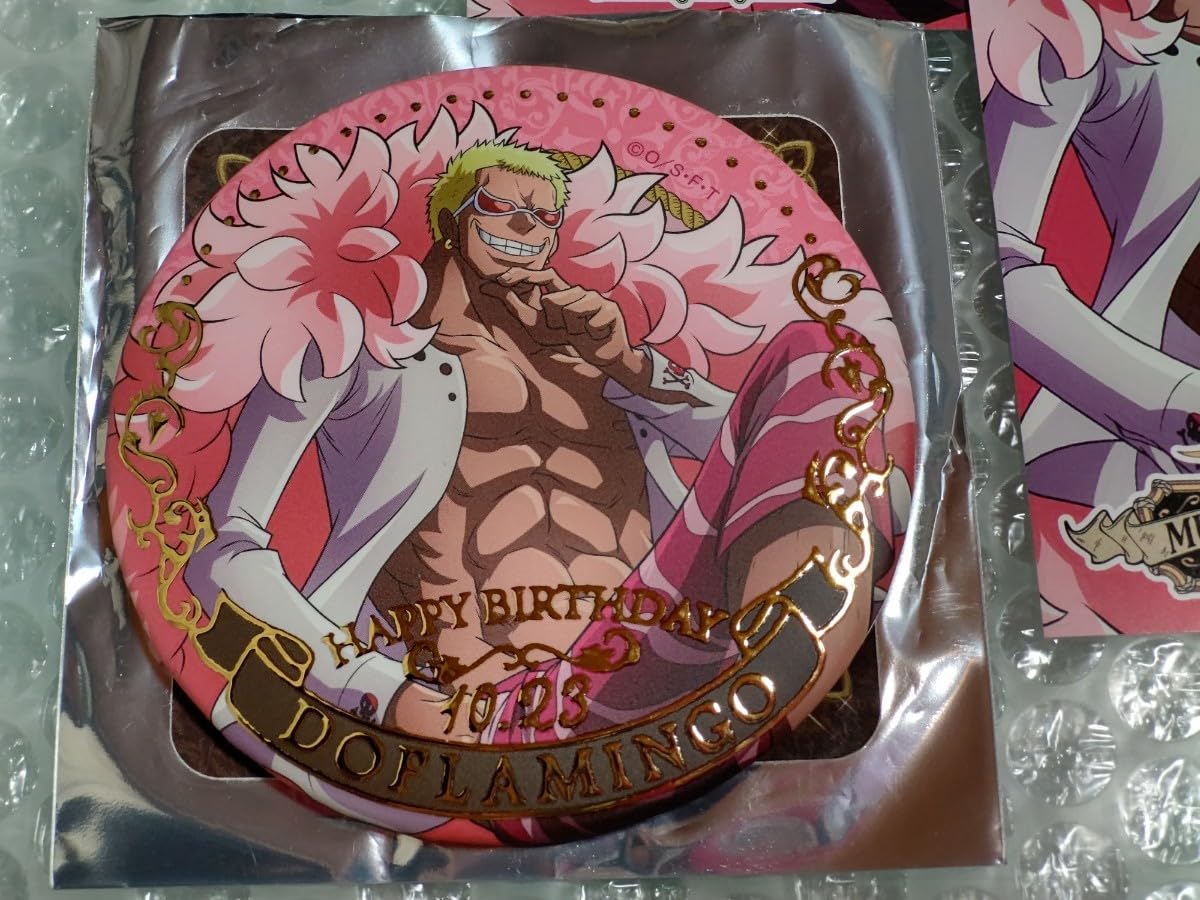 ©O/S・F・T
HAPPY BIRTHDAY
10.23
DOFLAMINGO